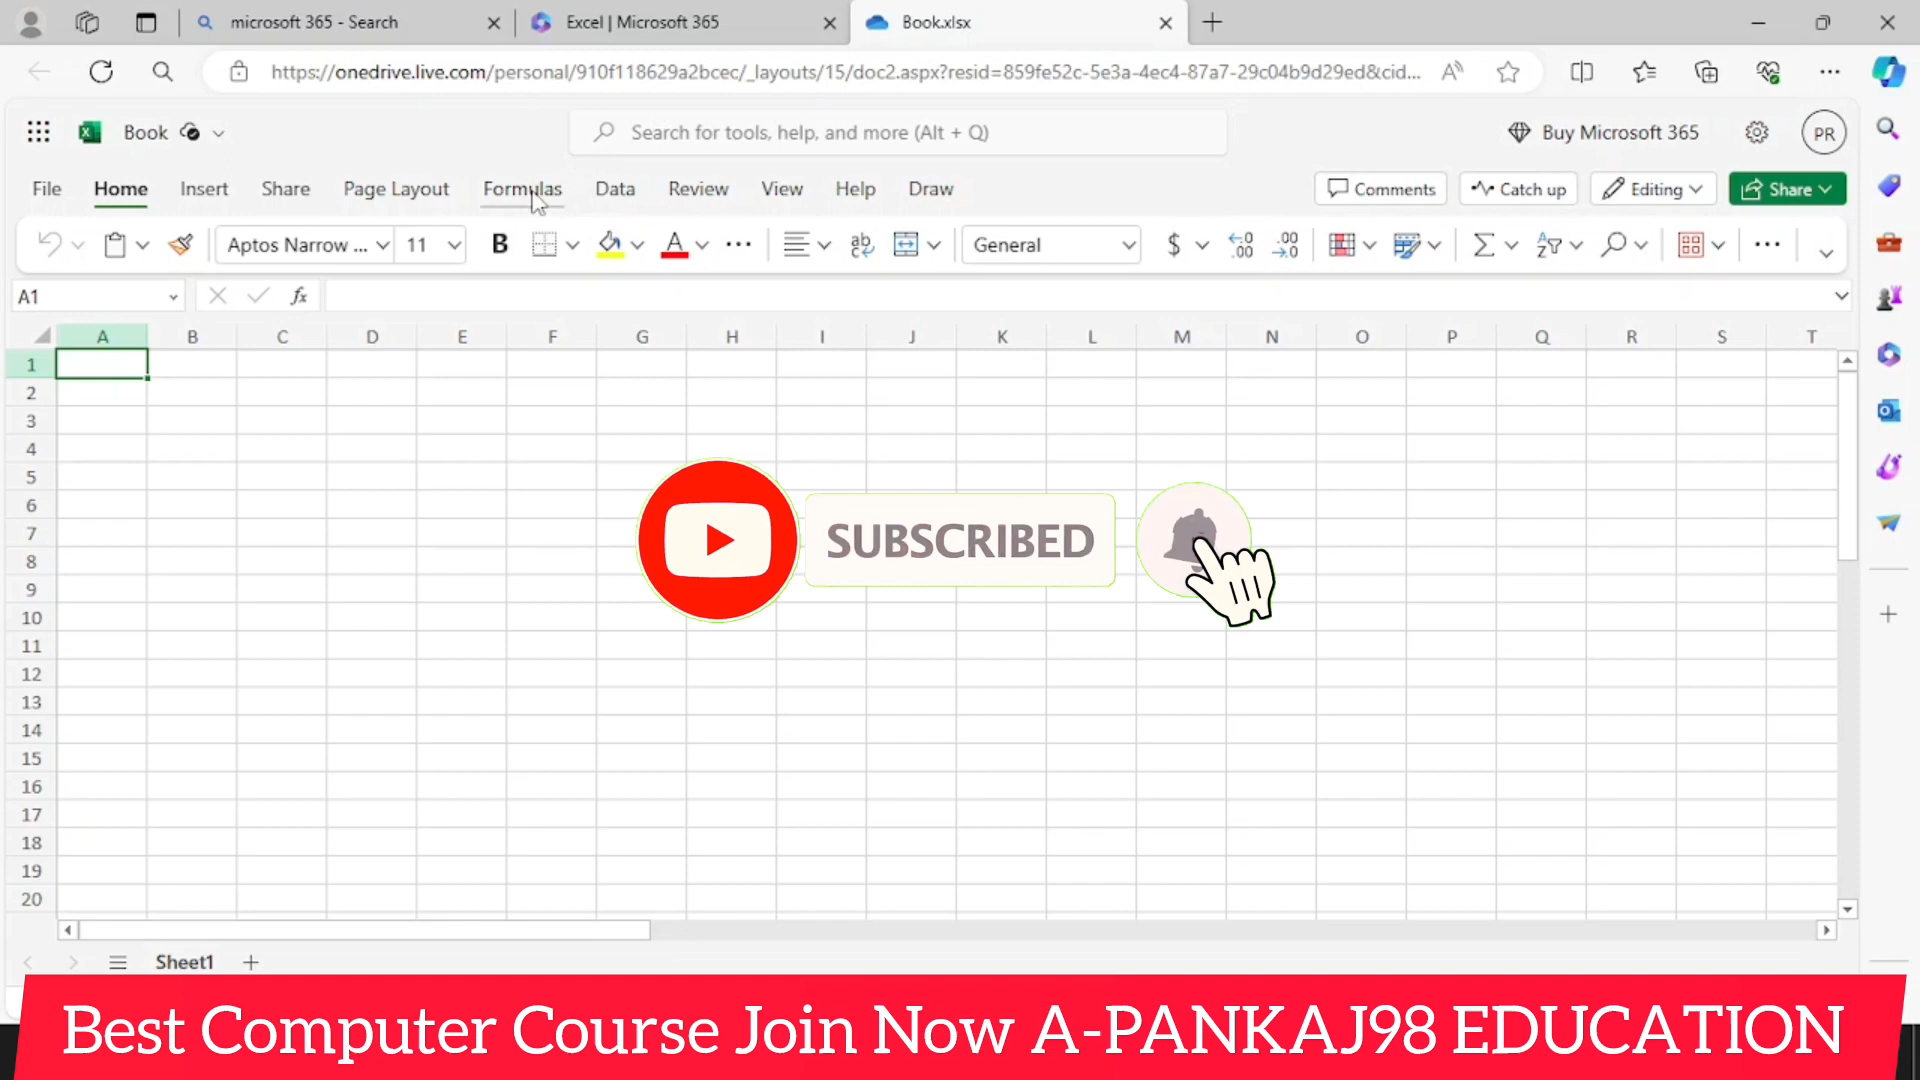 microsoft 365 - Search
Excel | Microsoft 365
Book.xlsx
https://onedrive.live.com/personal/910f118629a2bcec/_layouts/15/doc2.aspx?resid=859fe52c-5e3a-4ec4-87a7-29c04b9d29ed&cid...
Book
Search for tools, help, and more (Alt + Q)
Buy Microsoft 365
PR
File Home Insert Share Page Layout Formulas Data Review View Help Draw
Comments Catch up Editing Share
Aptos Narrow ... 11 B A ab General $ .00 .00
A1 fx
A B C D E F G H I J K L M N O P Q R S T
1
2
3
4
5
6
7
8
9
10
11
12
13
14
15
16
17
18
19
20
SUBSCRIBED
Sheet1
Best Computer Course Join Now A-PANKAJ98 EDUCATION